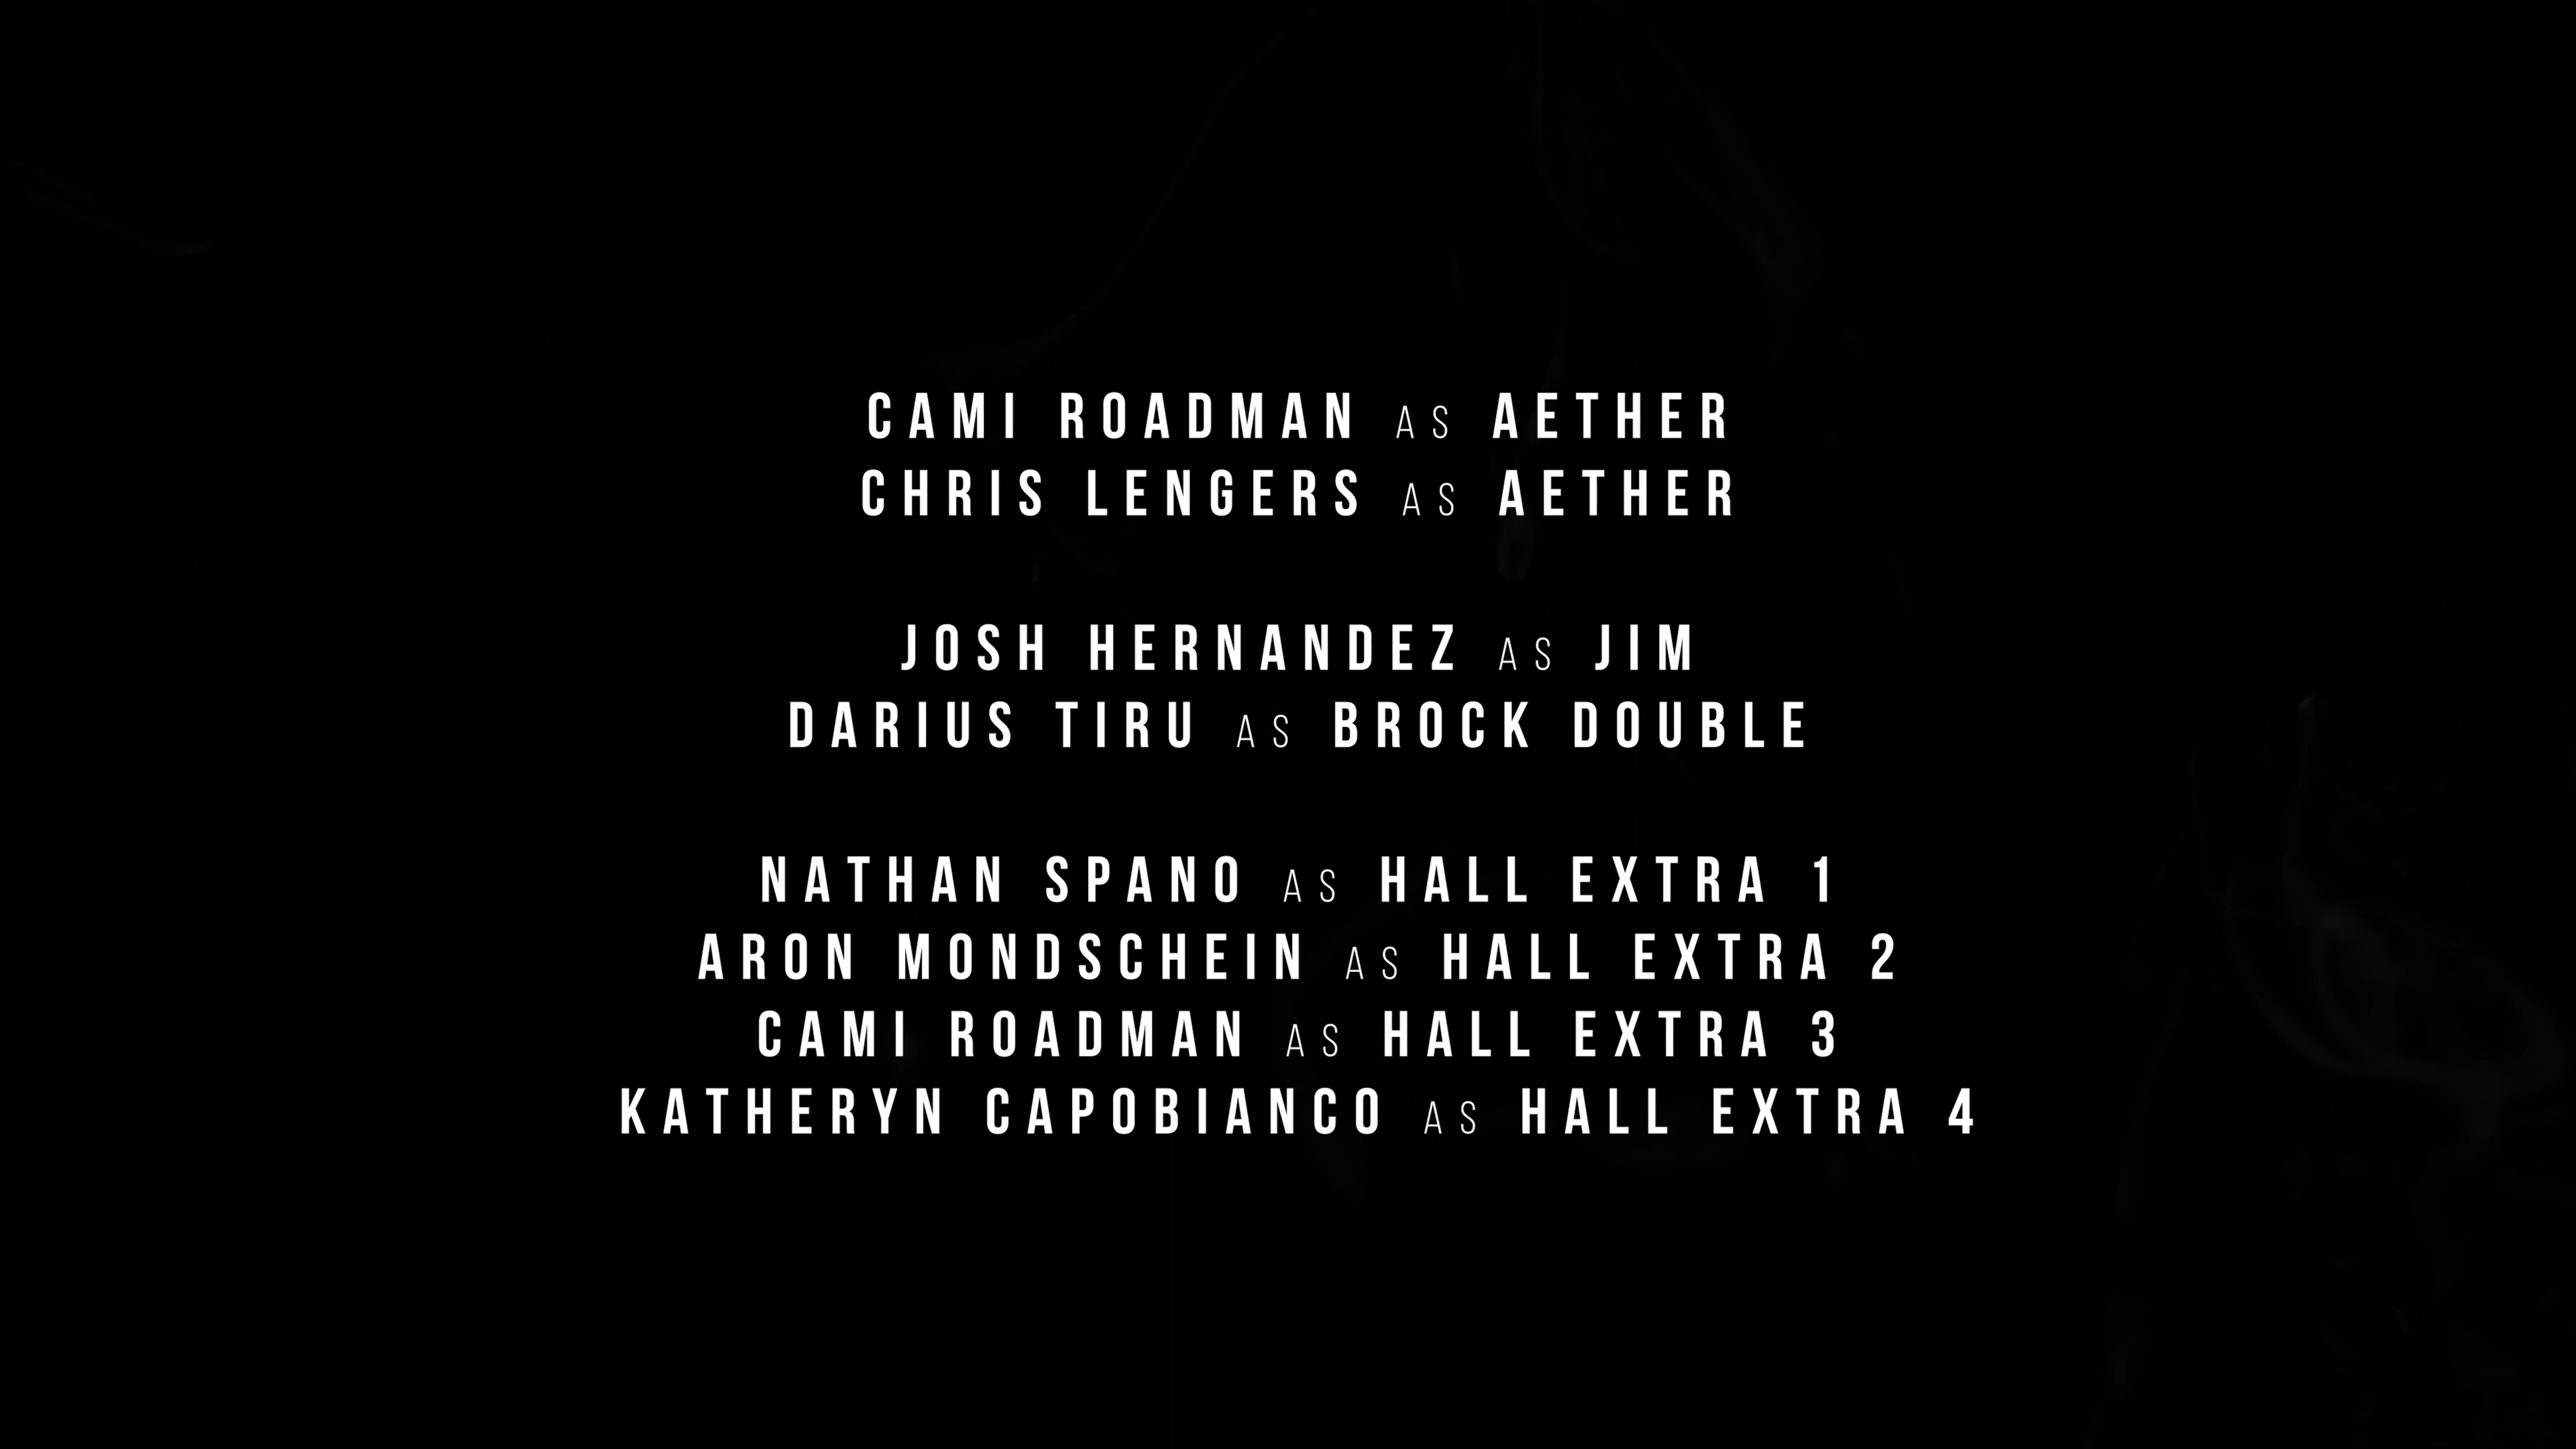 CAMI ROADMAN AS AETHER
CHRIS LENGERS AS AETHER
JOSH HERNANDEZ AS JIM
DARIUS TIRU AS BROCK DOUBLE
NATHAN SPANO AS HALL EXTRA 1
ARON MONDSCHEIN AS HALL EXTRA 2
CAMI ROADMAN AS HALL EXTRA 3
KATHERYN CAPOBIANCO AS HALL EXTRA 4